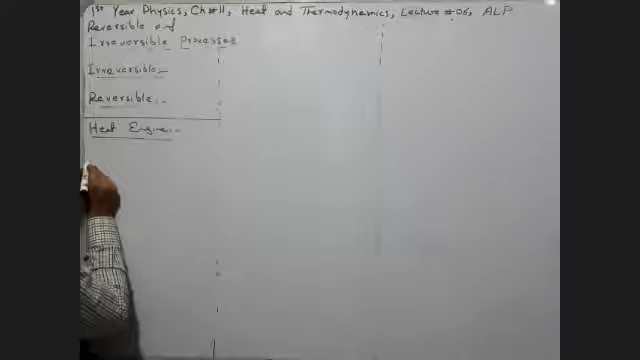 1st Year Physics, Ch # 11, Heat and Thermodynamics, Lecture # 06, ALP
Reversible and
Irreversible Processes
Irreversible:-
Reversible:-
Heat Engine:-